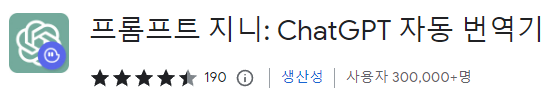 프롬프트 지니: ChatGPT 자동 번역기
190 생산성 사용자 300,000+명